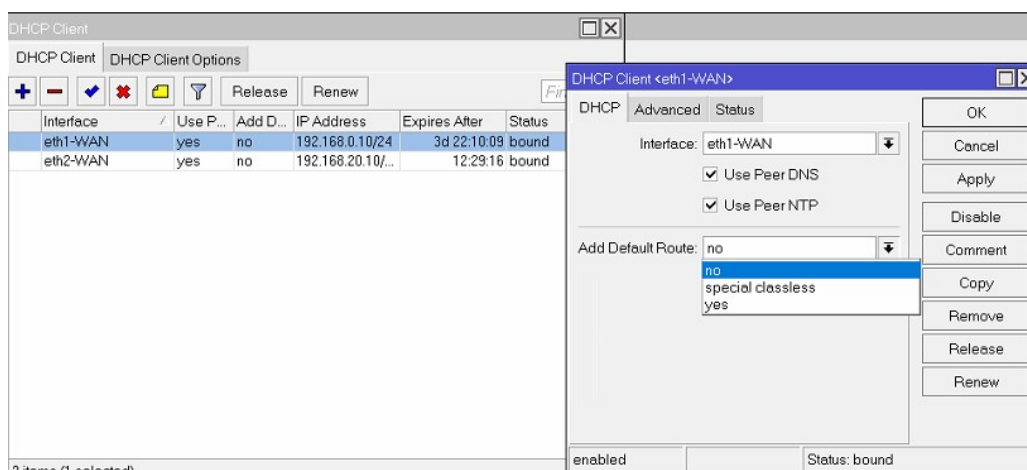 DHCP Client
DHCP Client DHCP Client Options
Release Renew
Interface / Use P... Add D... IP Address Expires After Status
eth1-WAN yes no 192.168.0.10/24 3d 22:10:09 bound
eth2-WAN yes no 192.168.20.10/... 12:29:16 bound
DHCP Client <eth1-WAN>
DHCP Advanced Status
Interface: eth1-WAN
Use Peer DNS
Use Peer NTP
Add Default Route: no
no
special classless
yes
OK
Cancel
Apply
Disable
Comment
Copy
Remove
Release
Renew
enabled Status: bound
2 items (1 selected)